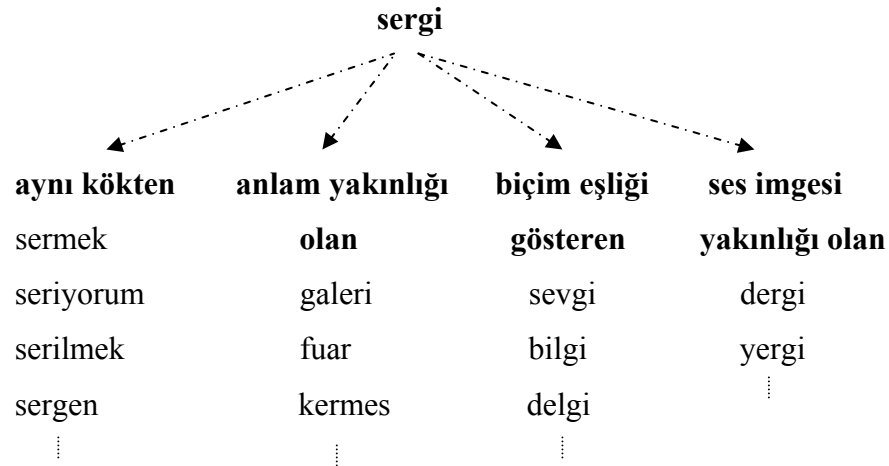 sergi
aynı kökten anlam yakınlığı biçim eşliği ses imgesi
sermek olan gösteren yakınlığı olan
seriyorum galeri sevgi dergi
serilmek fuar bilgi yergi
sergen kermes delgi